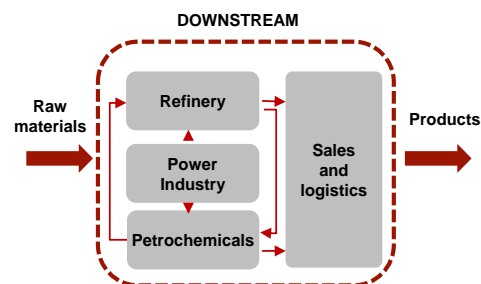 DOWNSTREAM
Raw
materials
Refinery
Power
Industry
Petrochemicals
Sales
and
logistics
Products